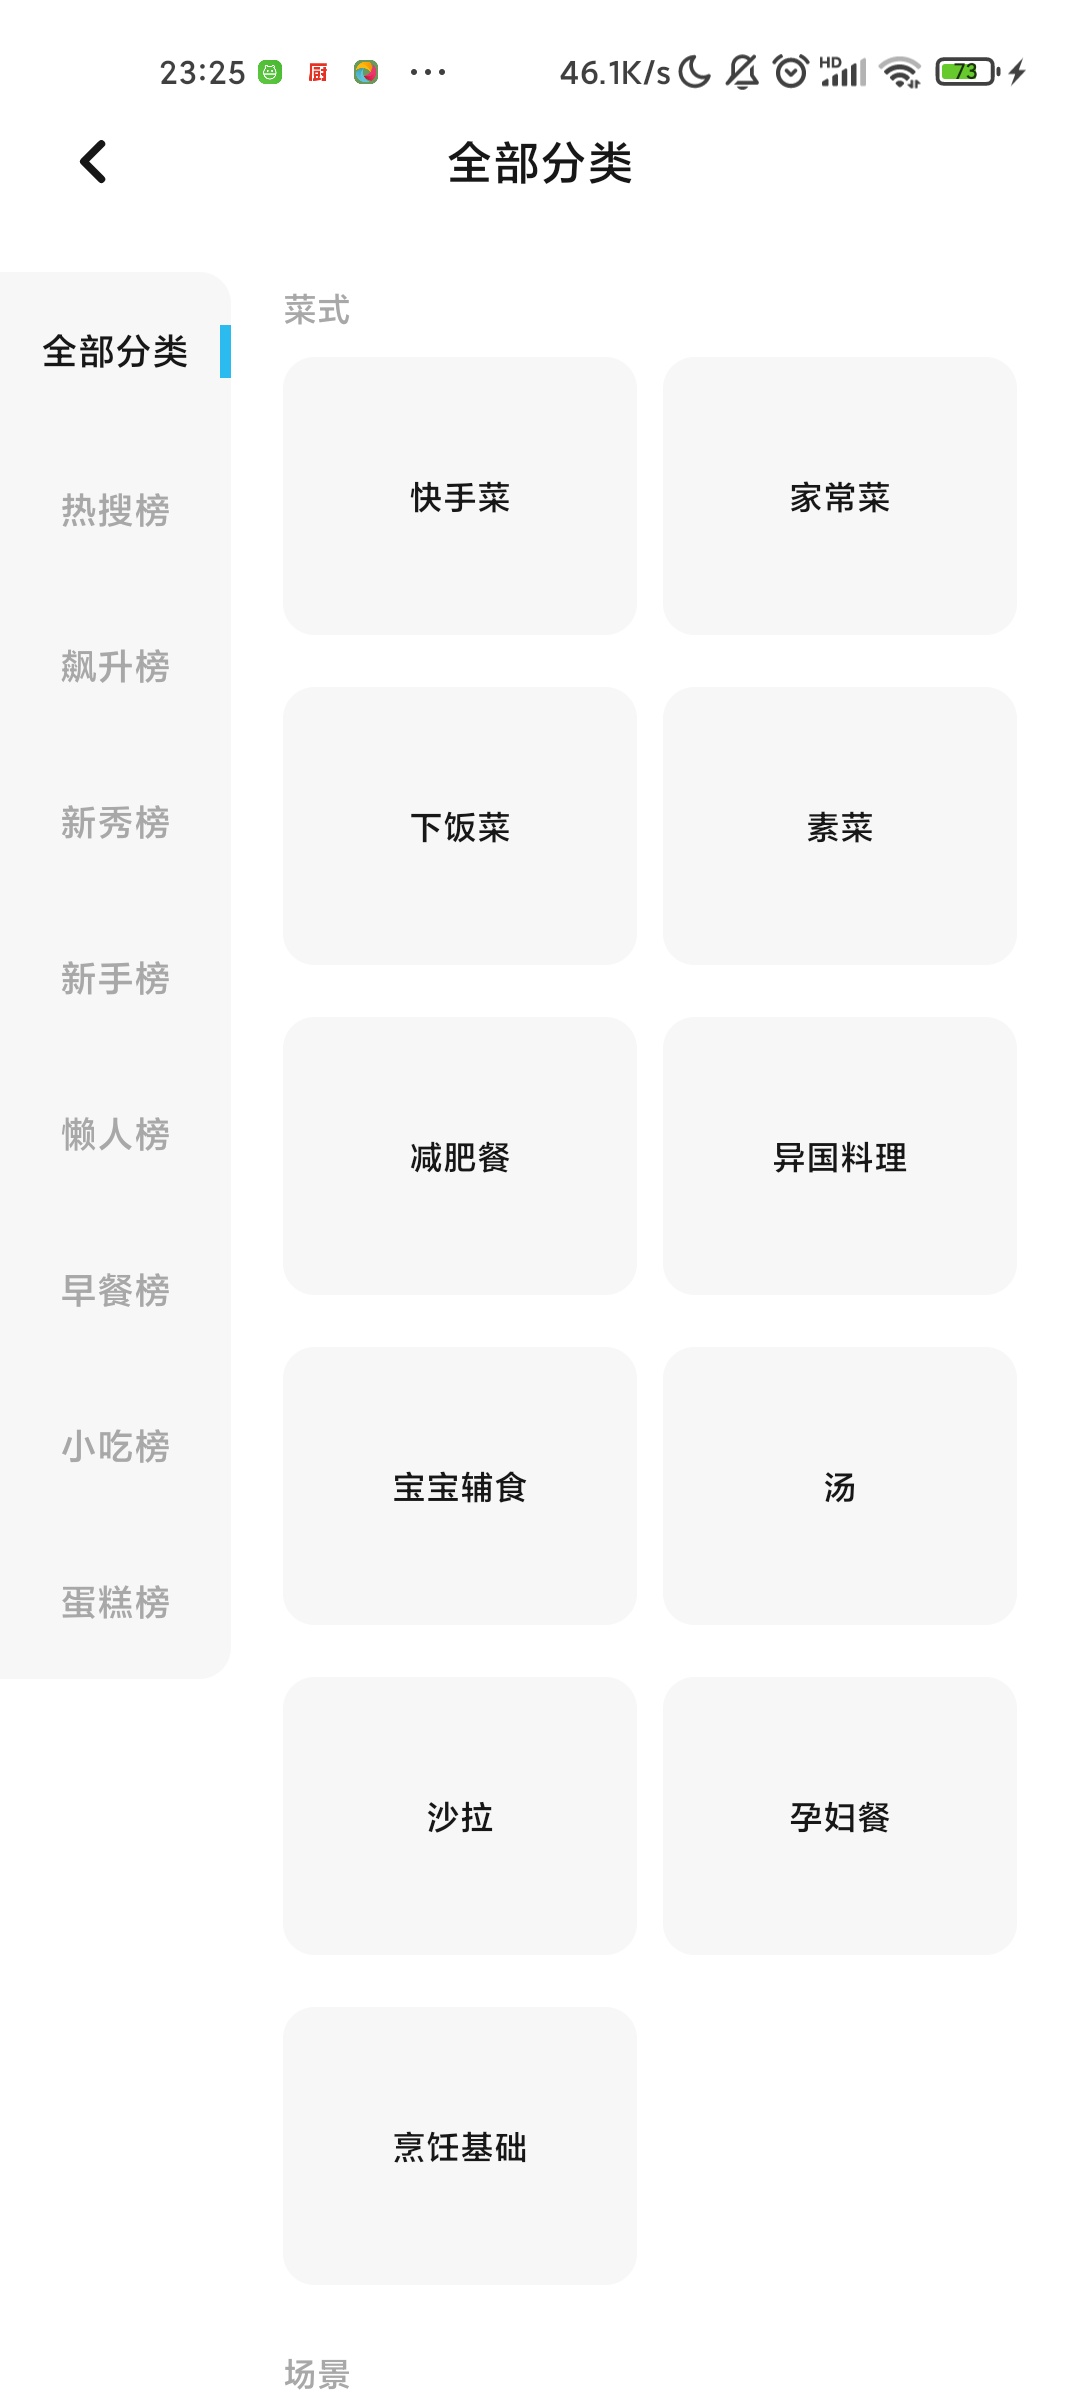 23:25 厨 ··· 46.1K/s HD 73
全部分类
全部分类
热搜榜
飙升榜
新秀榜
新手榜
懒人榜
早餐榜
小吃榜
蛋糕榜
菜式
快手菜 家常菜
下饭菜 素菜
减肥餐 异国料理
宝宝辅食 汤
沙拉 孕妇餐
烹饪基础
场景